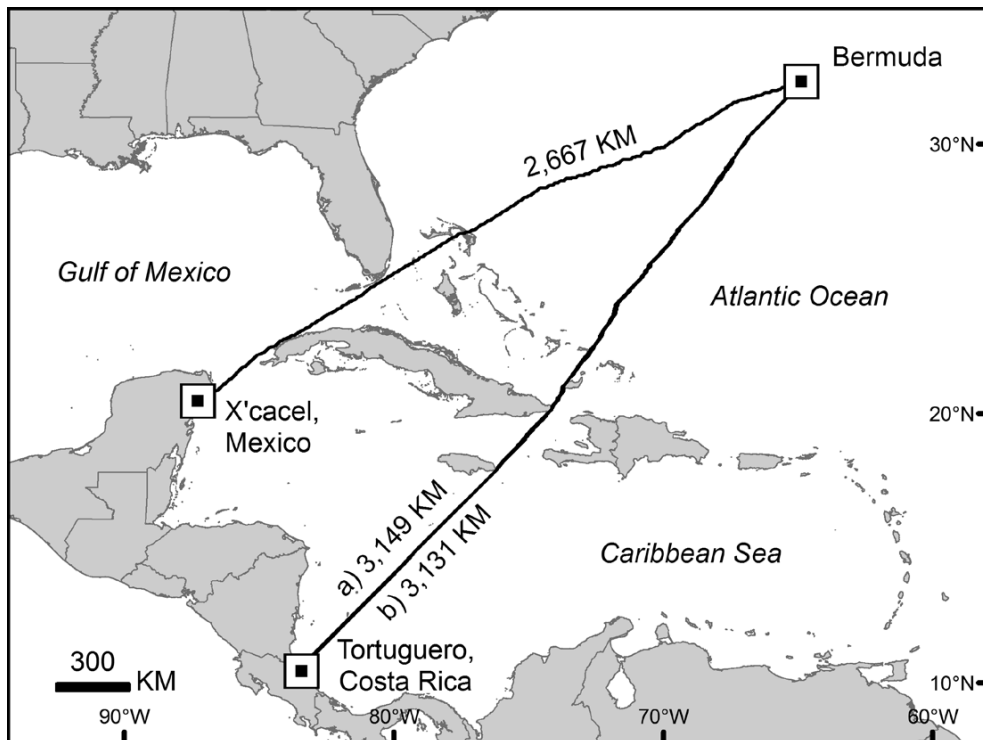 Bermuda
2,667 KM
30°N
Gulf of Mexico
Atlantic Ocean
X'cacel,
Mexico
20°N
a) 3,149 KM
b) 3,131 KM
Caribbean Sea
Tortuguero,
Costa Rica
300
KM
10°N
90°W
80°W
70°W
60°W